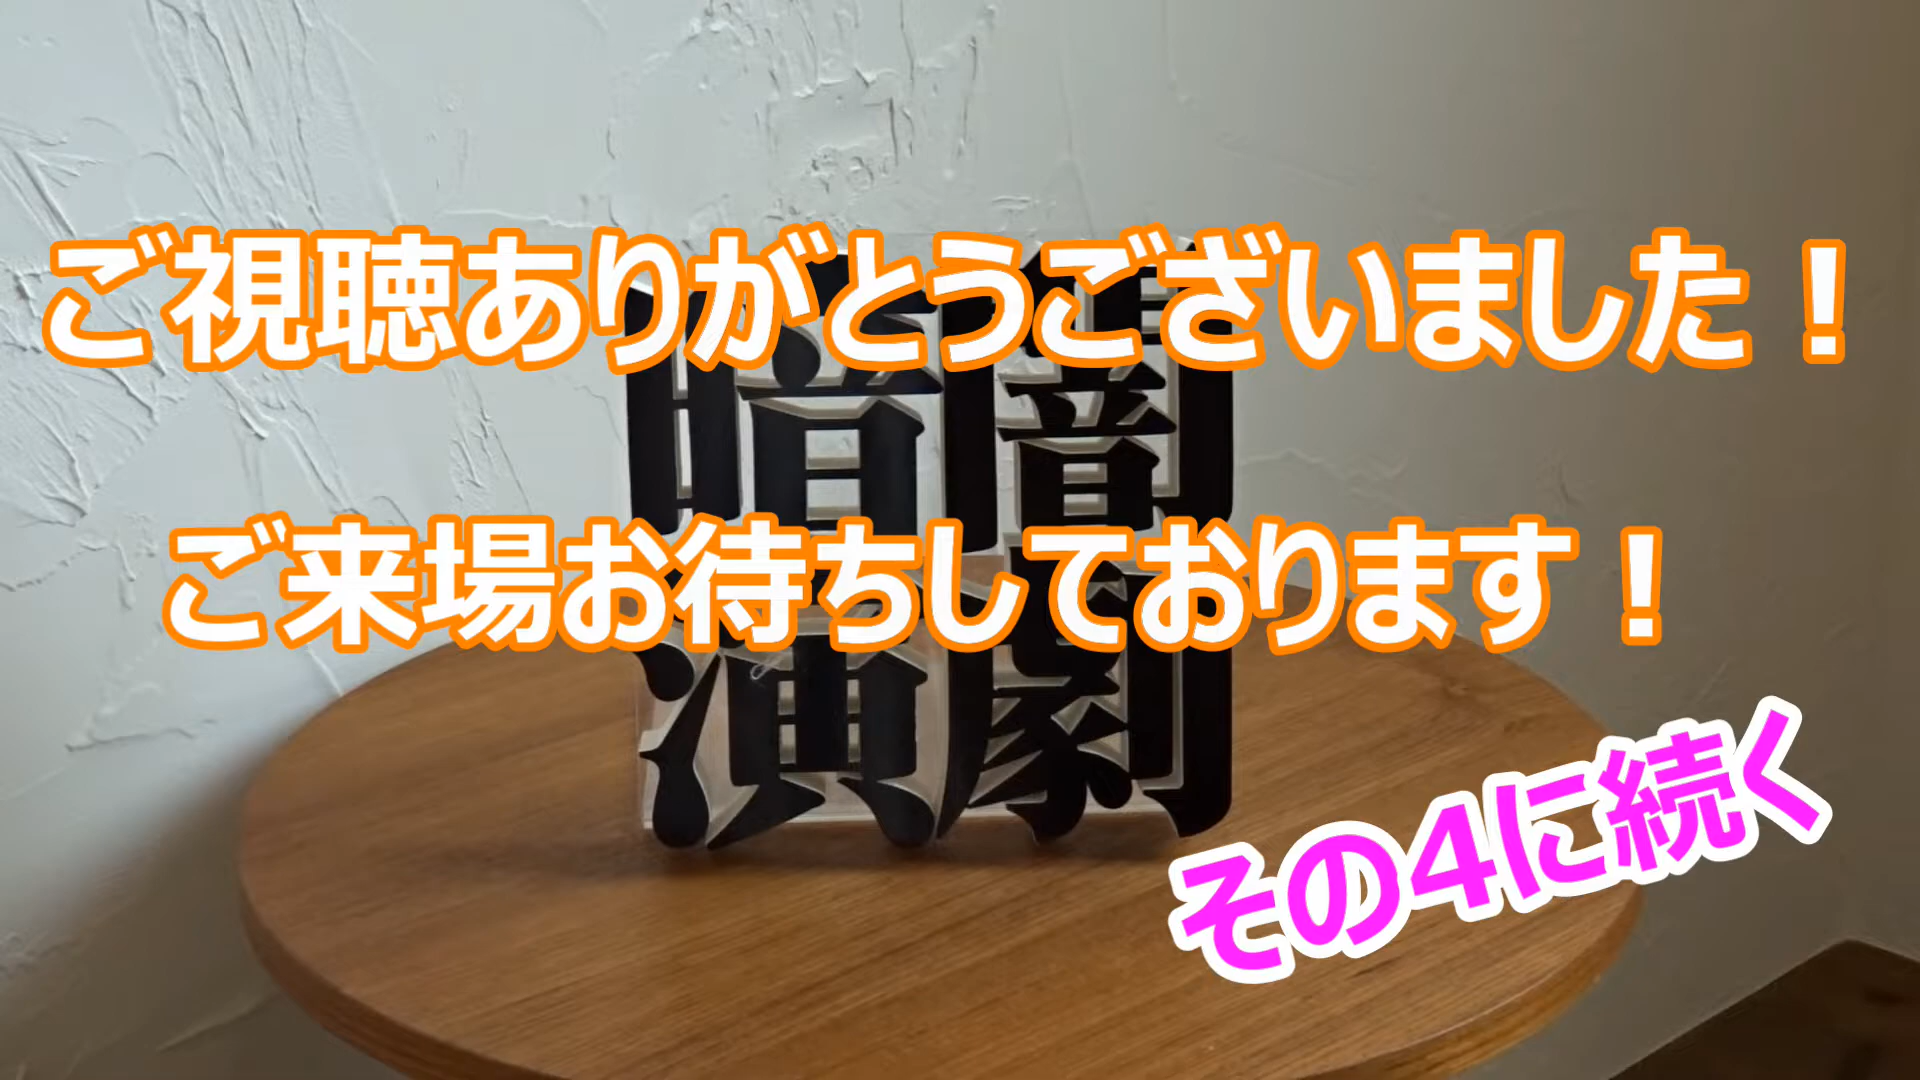 ご視聴ありがとうございました！
暗闇
ご来場お待ちしております！
演劇
その4に続く